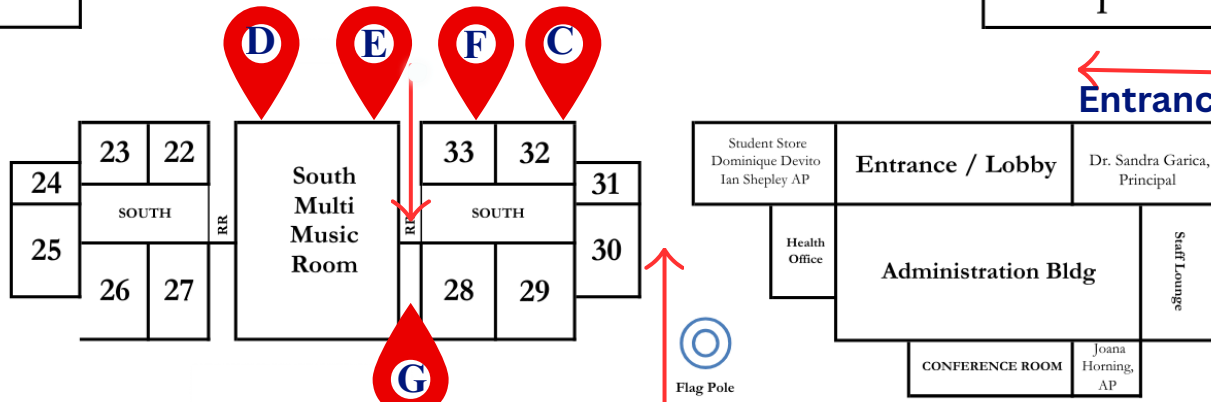 D
E
F
C
Entranc
23
22
24
SOUTH
25
RR
26
27
South
Multi
Music
Room
33
32
31
SOUTH
30
28
29
G
Student Store
Dominique Devito
Ian Shepley AP
Entrance / Lobby
Dr. Sandra Garica,
Principal
Health
Office
Administration Bldg
Staff Lounge
Flag Pole
CONFERENCE ROOM
Joana
Horning,
AP